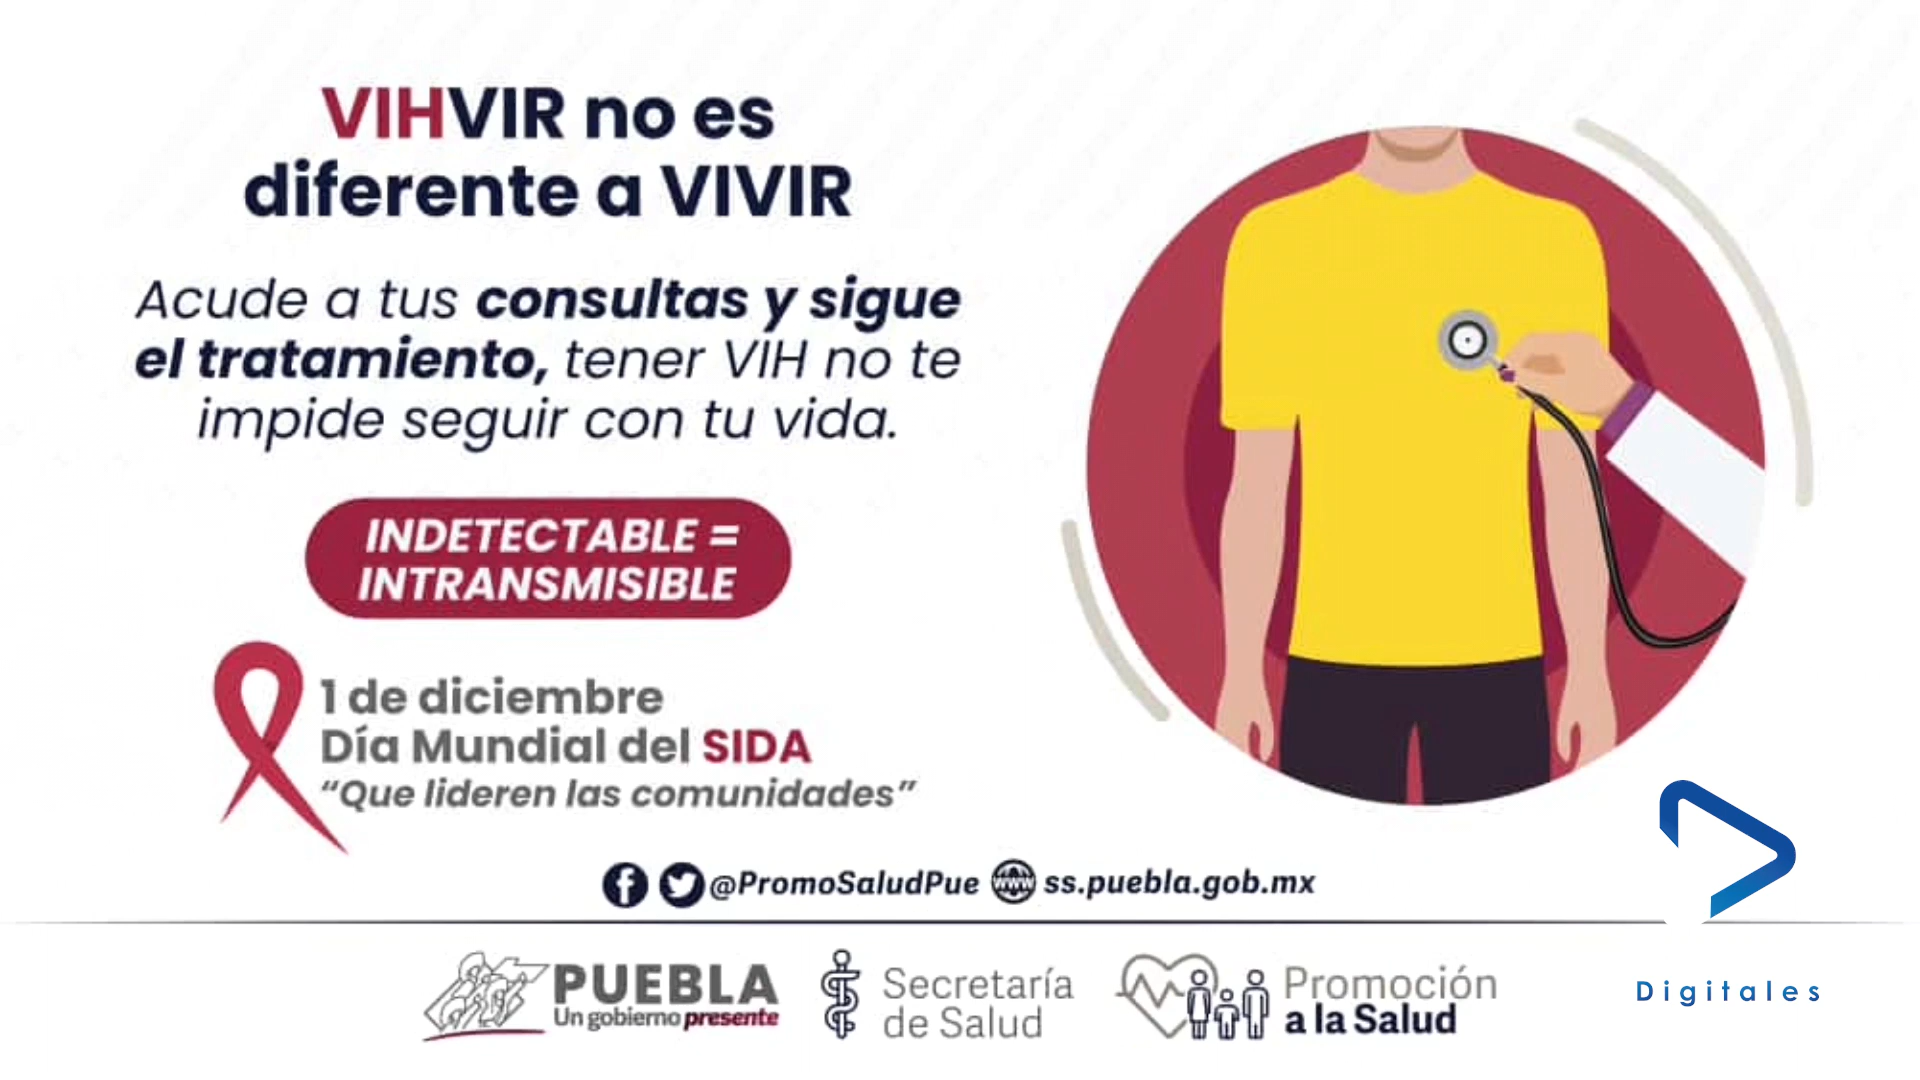 VIHVIR no es
diferente a VIVIR
Acude a tus consultas y sigue
el tratamiento, tener VIH no te
impide seguir con tu vida.
INDETECTABLE =
INTRANSMISIBLE
1 de diciembre
Día Mundial del SIDA
“Que lideren las comunidades”
@PromoSaludPue www ss.puebla.gob.mx
PUEBLA
Un gobierno presente
Secretaría
de Salud
Promoción
a la Salud
Digitales